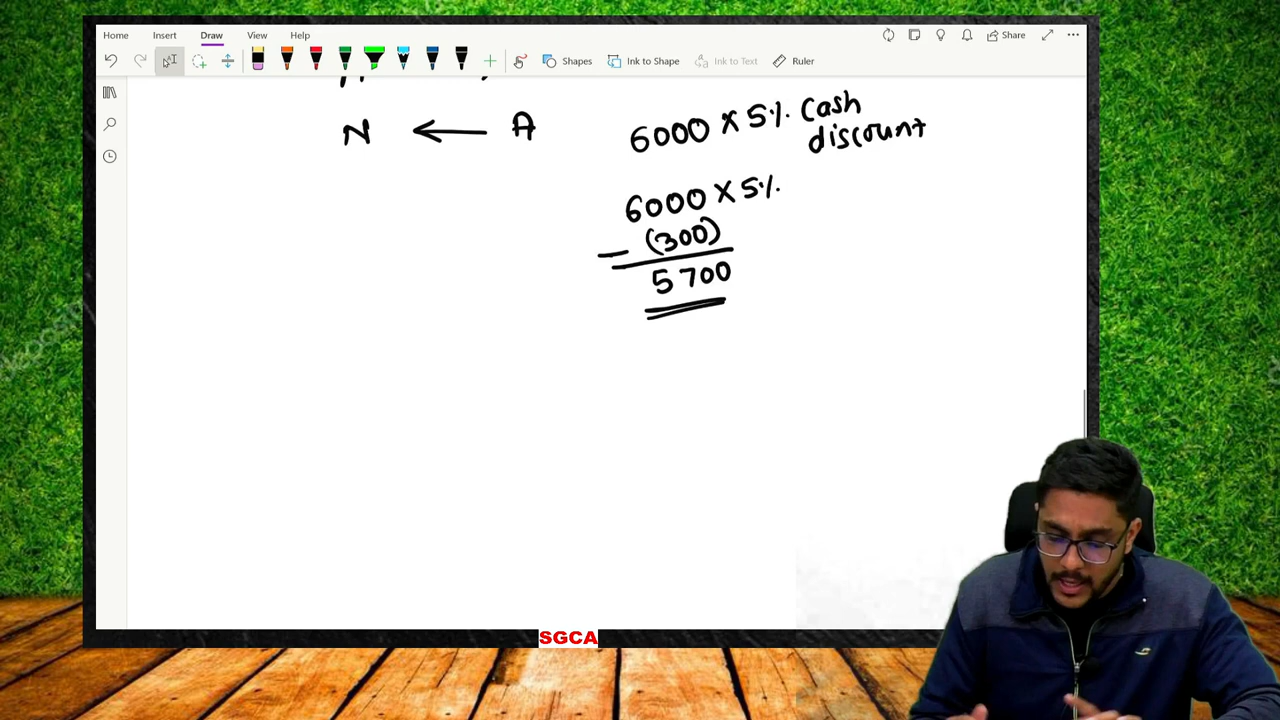 Home Insert Draw View Help
Share
Shapes Ink to Shape Ink to Text Ruler
N ← A
6000 × 5% Cash
discount
6000 × 5%
— (300)
5700
SGCA